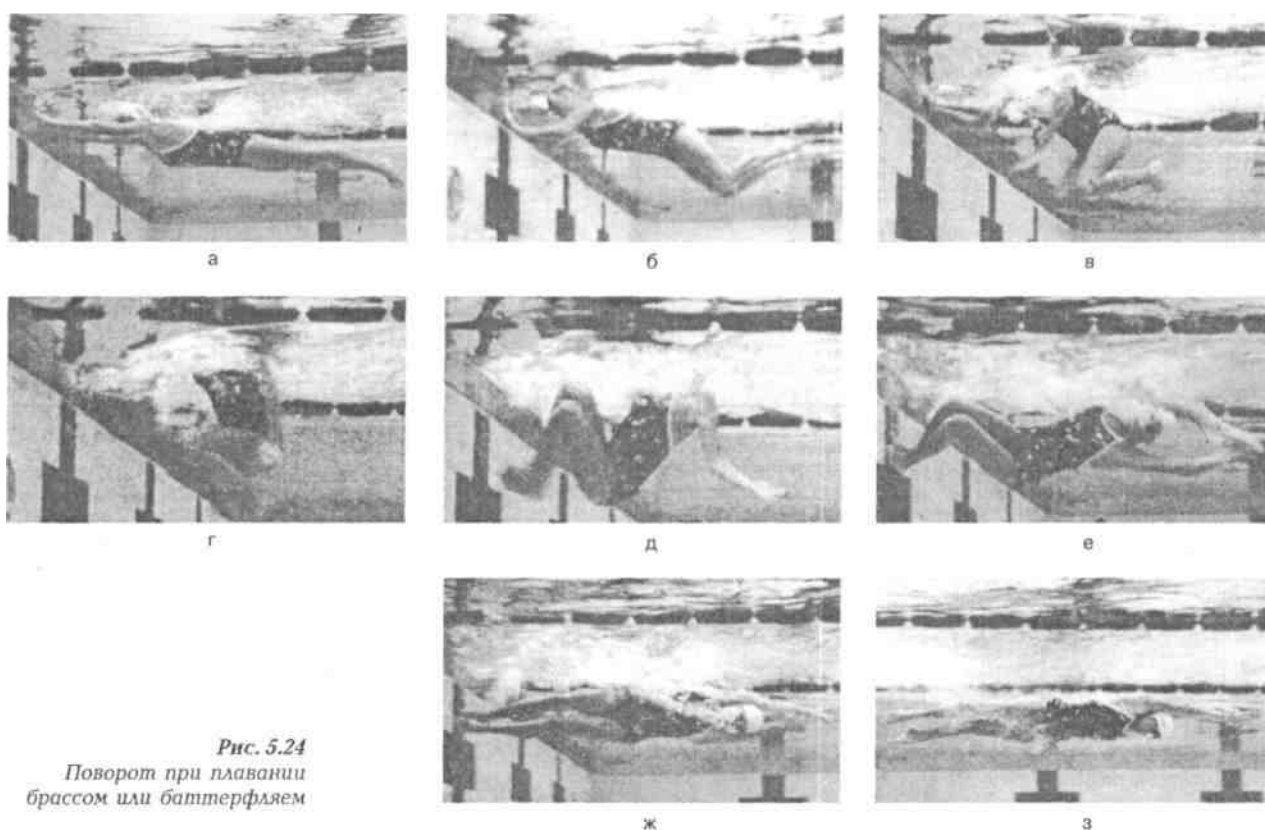 а
б
в
г
д
е
Рис. 5.24
Поворот при плавании
брассом или баттерфляем
ж
з